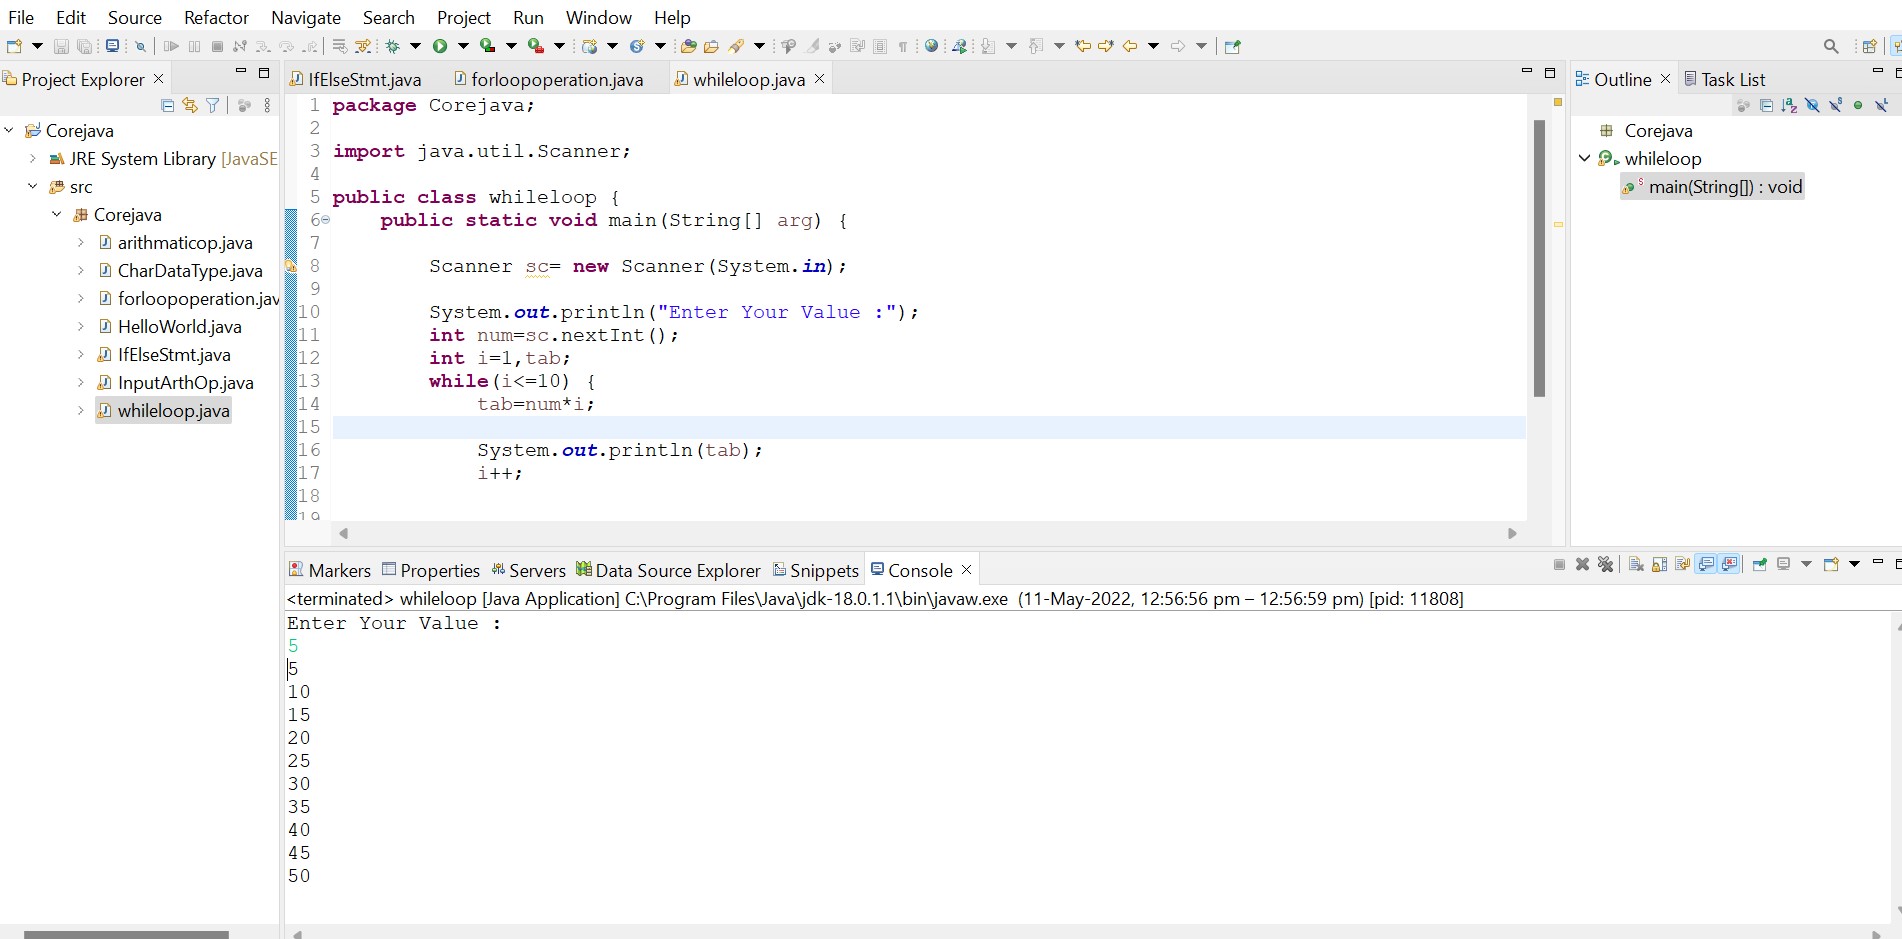 File Edit Source Refactor Navigate Search Project Run Window Help
Project Explorer
Corejava
JRE System Library [JavaSE
src
Corejava
arithmaticop.java
CharDataType.java
forloopoperation.jav
HelloWorld.java
IfElseStmt.java
InputArthOp.java
whileloop.java
IfElseStmt.java forloopoperation.java whileloop.java
1 package Corejava;
2
3 import java.util.Scanner;
4
5 public class whileloop {
6 public static void main(String[] arg) {
7
8 Scanner sc= new Scanner(System.in);
9
10 System.out.println("Enter Your Value :");
11 int num=sc.nextInt();
12 int i=1,tab;
13 while(i<=10) {
14 tab=num*i;
15
16 System.out.println(tab);
17 i++;
18
19
Outline Task List
Corejava
whileloop
main(String[]) : void
Markers Properties Servers Data Source Explorer Snippets Console
<terminated> whileloop [Java Application] C:\Program Files\Java\jdk-18.0.1.1\bin\javaw.exe (11-May-2022, 12:56:56 pm – 12:56:59 pm) [pid: 11808]
Enter Your Value :
5
5
10
15
20
25
30
35
40
45
50